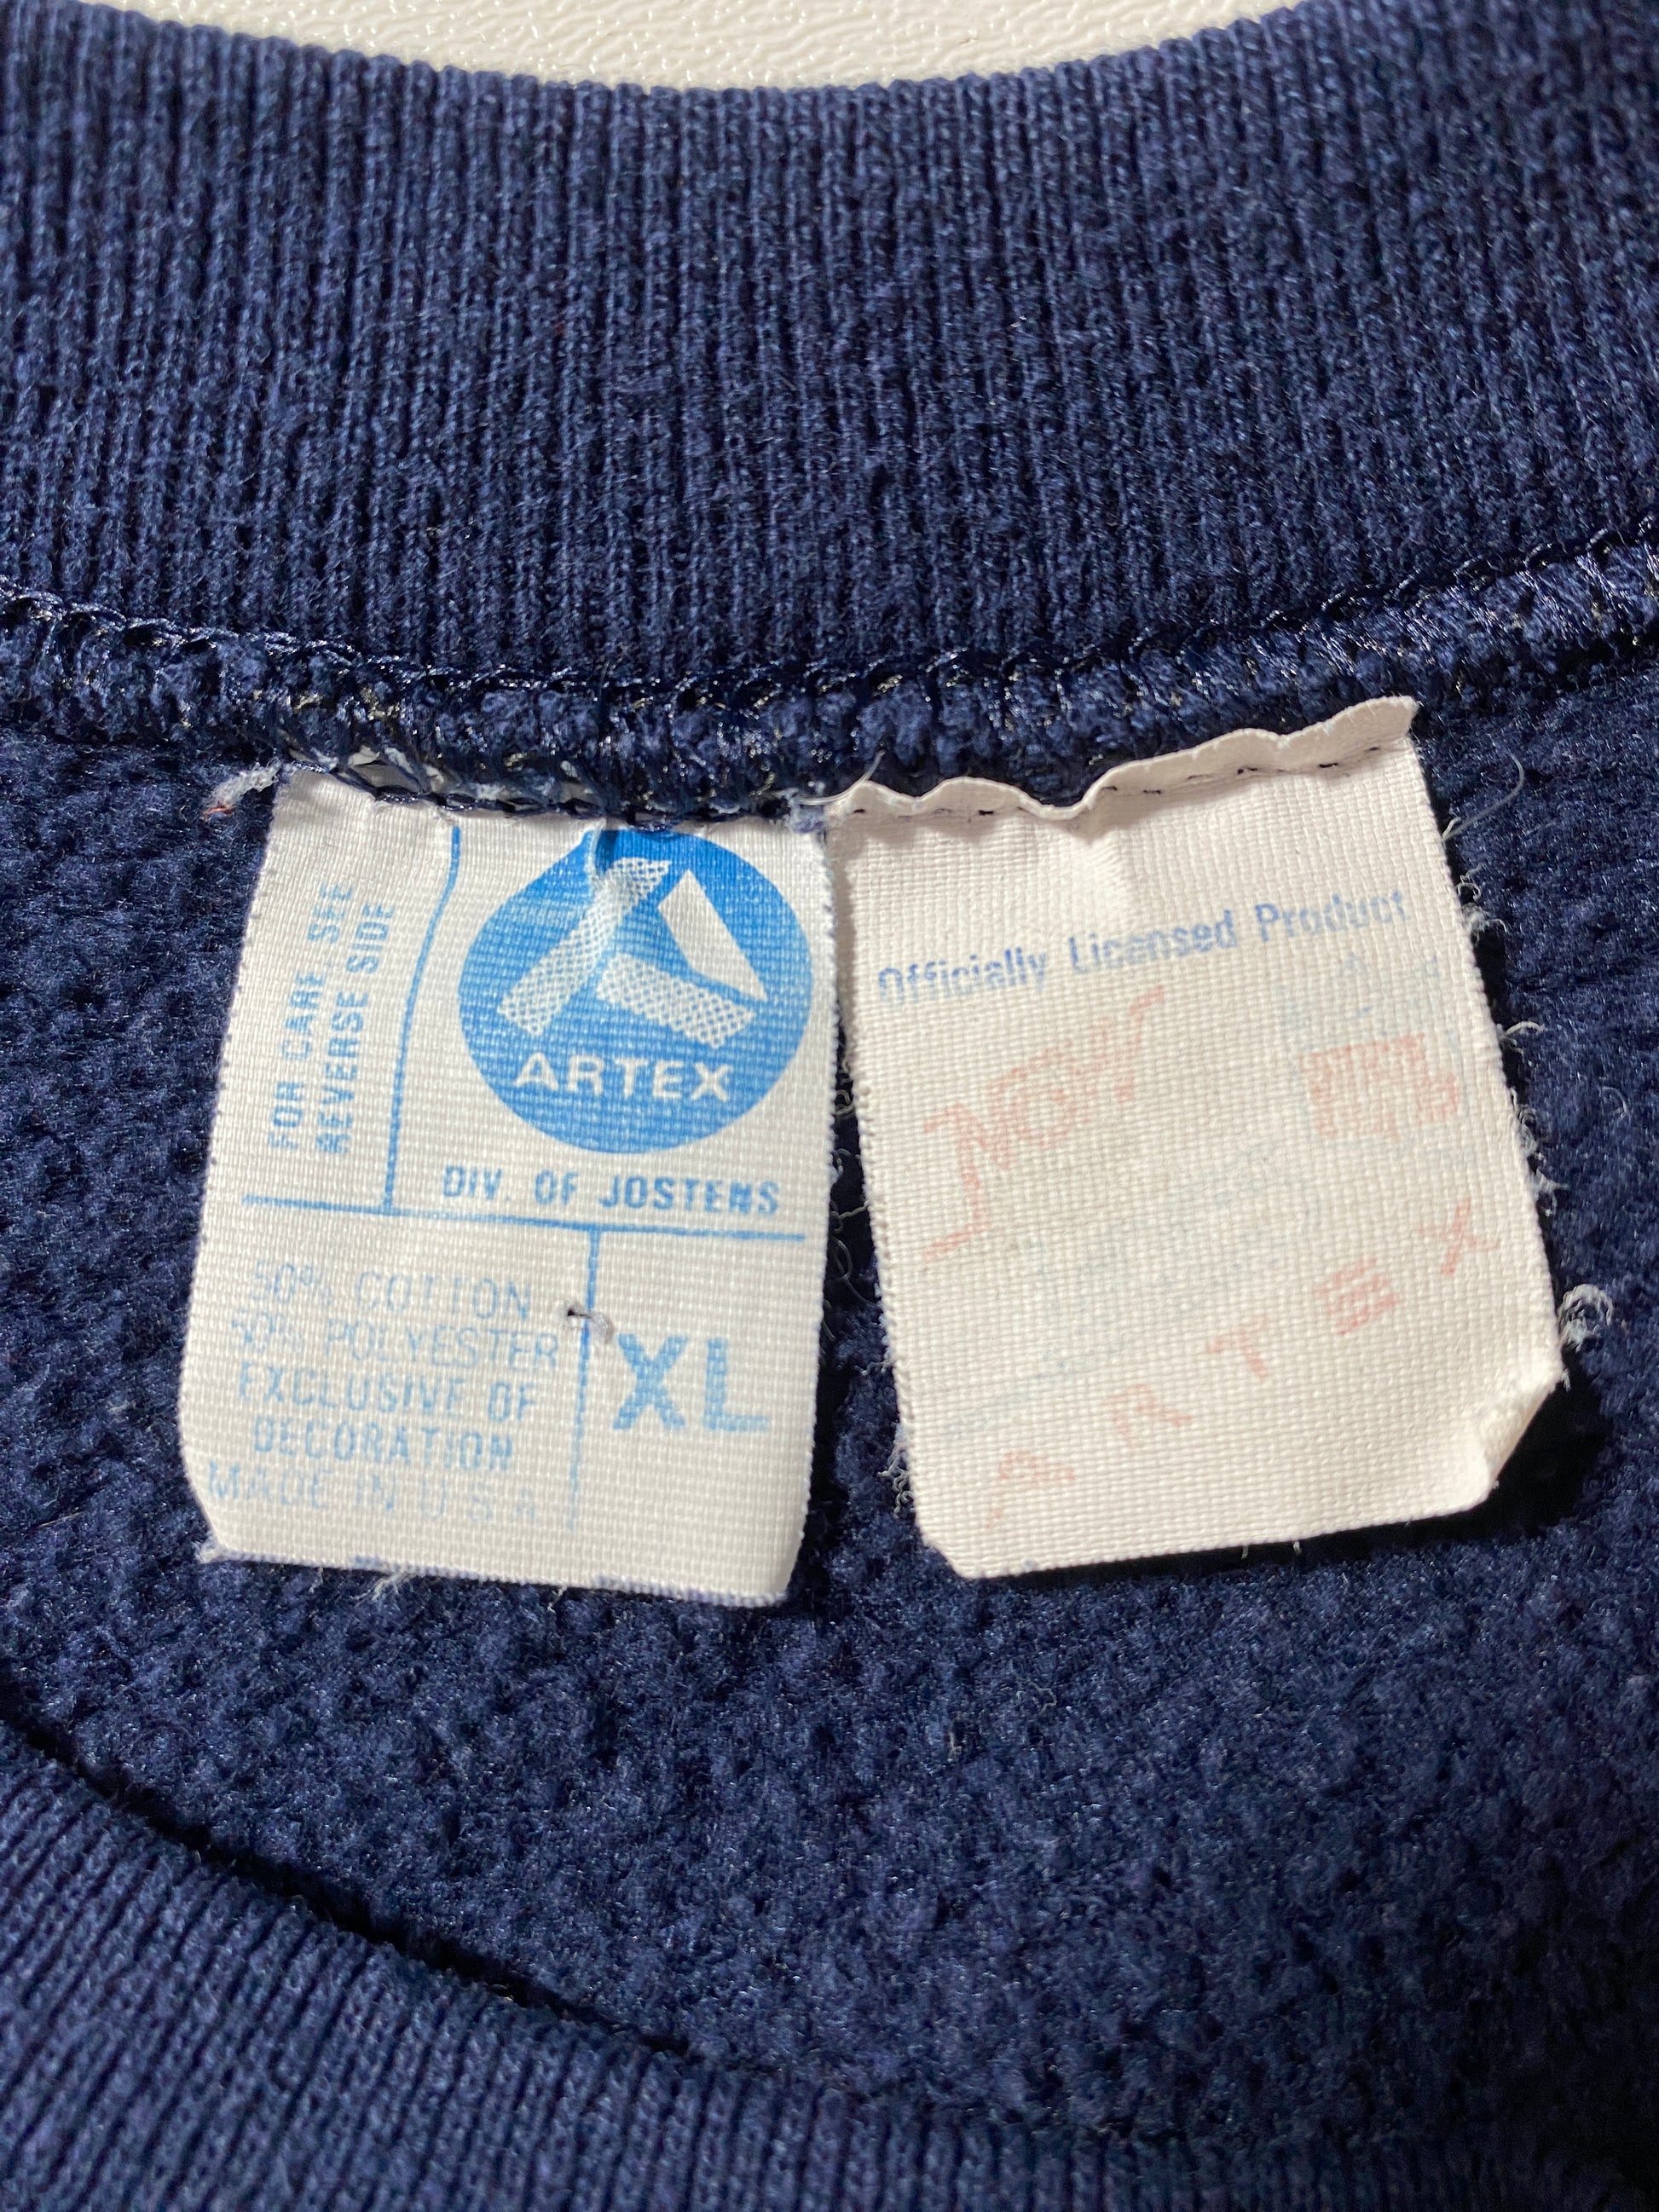 FOR CARE, SEE
REVERSE SIDE
ARTEX
DIV. OF JOSTENS
50% COTTON
50% POLYESTER
EXCLUSIVE OF
DECORATION
MADE IN U S A
XL
Officially Licensed Product
NOW
ARTEX